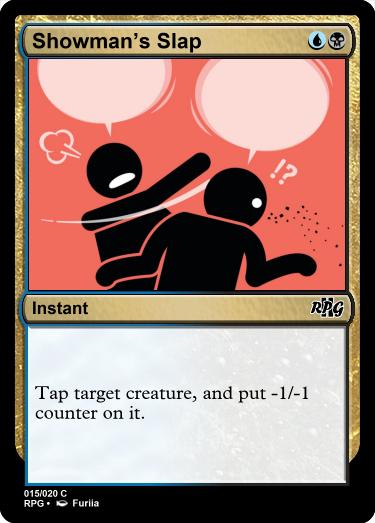 Showman's Slap
!?
Instant
RPG
Tap target creature, and put -1/-1
counter on it.
015/020 C
RPG • Furiia